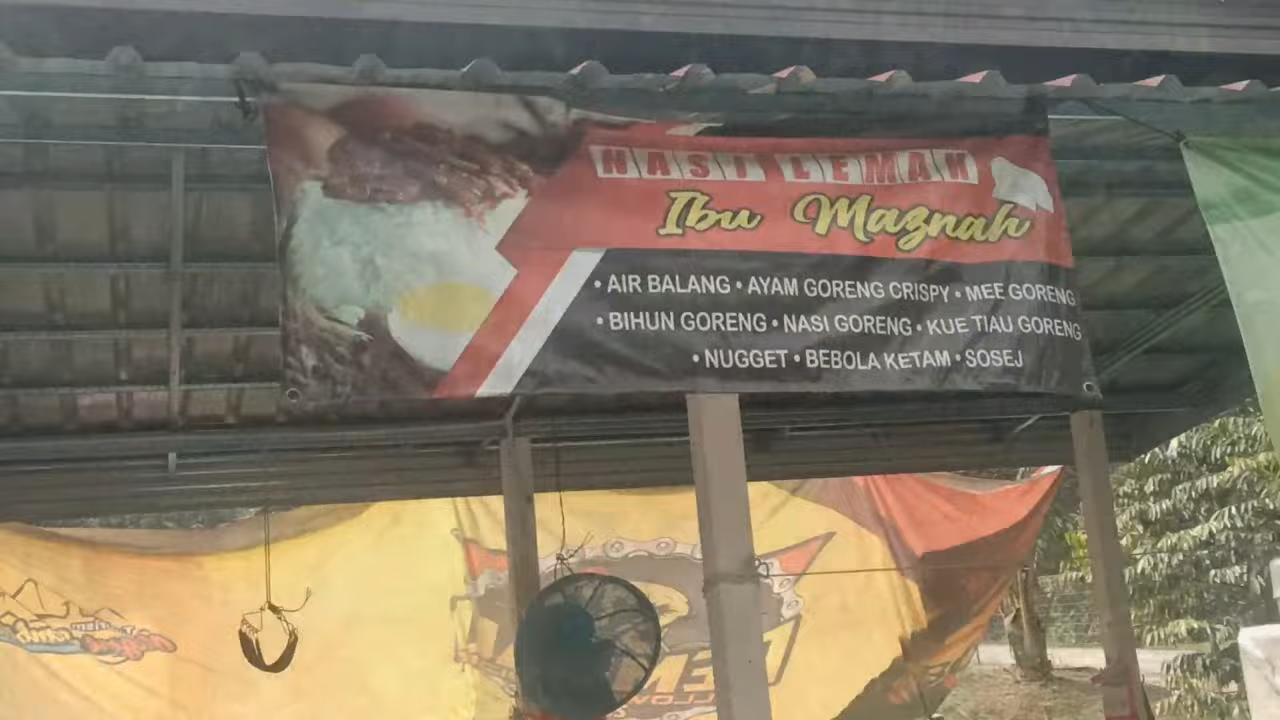 NASI LEMAK
Ibu Maznah
• AIR BALANG • AYAM GORENG CRISPY • MEE GORENG
• BIHUN GORENG • NASI GORENG • KUE TIAU GORENG
• NUGGET • BEBOLA KETAM • SOSEJ